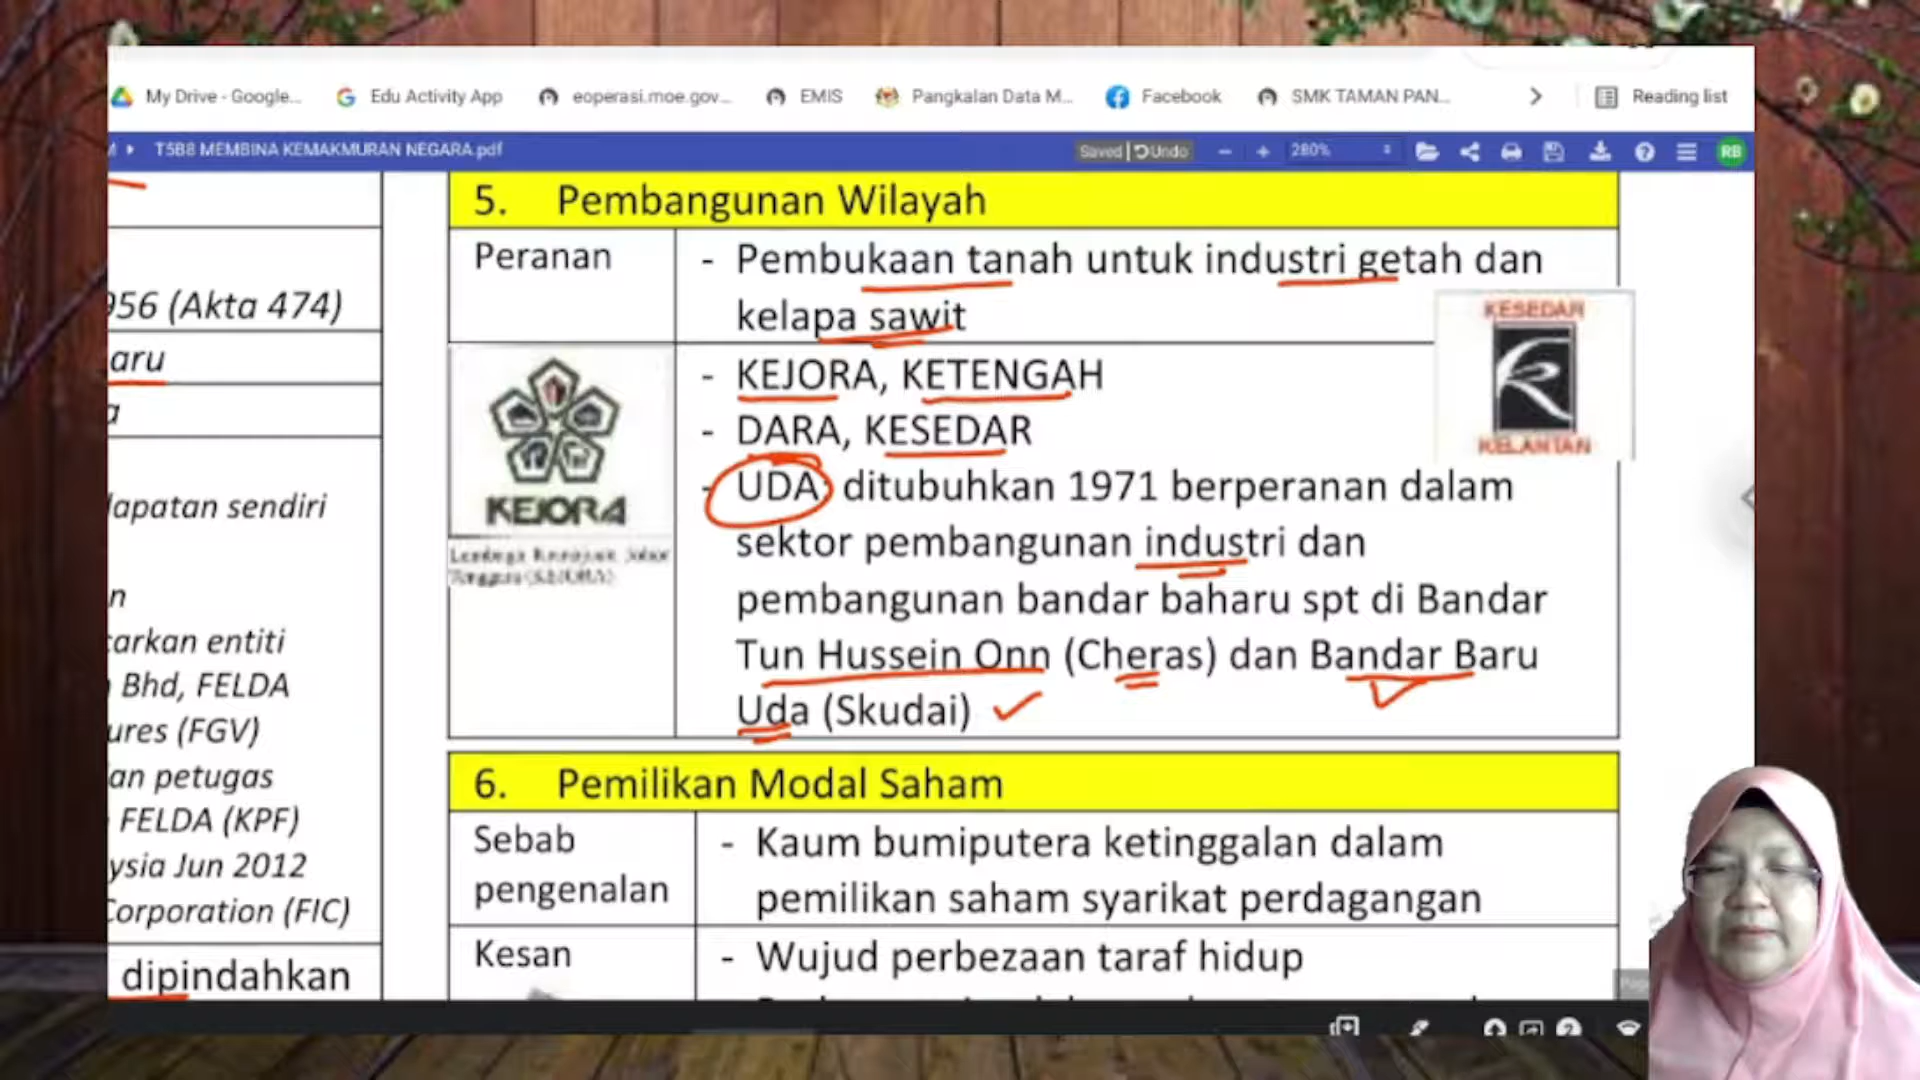 My Drive - Google...
Edu Activity App
eoperasi.moe.gov...
EMIS
Pangkalan Data M...
Facebook
SMK TAMAN PAN...
Reading list
T5B8 MEMBINA KEMAKMURAN NEGARA.pdf
Saved
Undo
280%
RB
956 (Akta 474)
aru
a
dapatan sendiri
n
carkan entiti
Bhd, FELDA
ures (FGV)
an petugas
FELDA (KPF)
ysia Jun 2012
Corporation (FIC)
dipindahkan
5. Pembangunan Wilayah
Peranan
- Pembukaan tanah untuk industri getah dan
kelapa sawit
KEJORA
- KEJORA, KETENGAH
- DARA, KESEDAR
- UDA, ditubuhkan 1971 berperanan dalam
sektor pembangunan industri dan
pembangunan bandar baharu spt di Bandar
Tun Hussein Onn (Cheras) dan Bandar Baru
Uda (Skudai)
KESEDAR
KELANTAN
6. Pemilikan Modal Saham
Sebab
pengenalan
- Kaum bumiputera ketinggalan dalam
pemilikan saham syarikat perdagangan
Kesan
- Wujud perbezaan taraf hidup